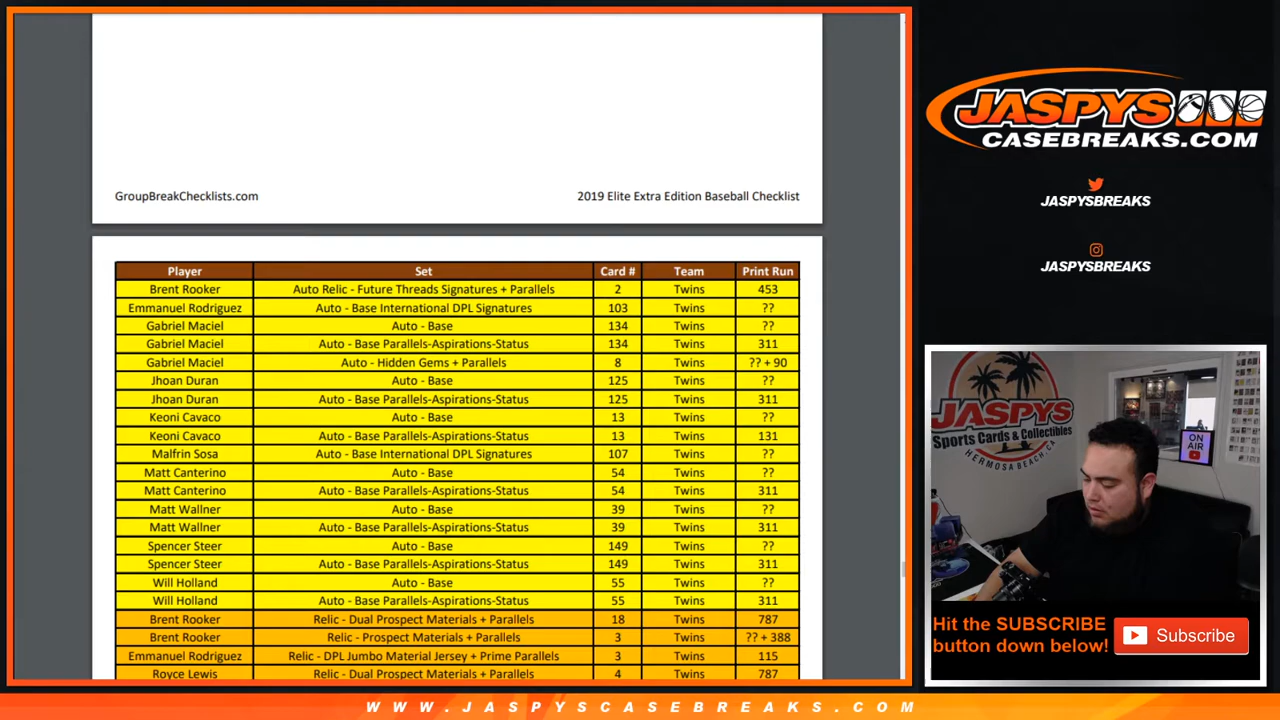 GroupBreakChecklists.com 2019 Elite Extra Edition Baseball Checklist
Player Set Card # Team Print Run
Brent Rooker Auto Relic - Future Threads Signatures + Parallels 2 Twins 453
Emmanuel Rodriguez Auto - Base International DPL Signatures 103 Twins ??
Gabriel Maciel Auto - Base 134 Twins ??
Gabriel Maciel Auto - Base Parallels-Aspirations-Status 134 Twins 311
Gabriel Maciel Auto - Hidden Gems + Parallels 8 Twins ?? + 90
Jhoan Duran Auto - Base 125 Twins ??
Jhoan Duran Auto - Base Parallels-Aspirations-Status 125 Twins 311
Keoni Cavaco Auto - Base 13 Twins ??
Keoni Cavaco Auto - Base Parallels-Aspirations-Status 13 Twins 131
Malfrin Sosa Auto - Base International DPL Signatures 107 Twins ??
Matt Canterino Auto - Base 54 Twins ??
Matt Canterino Auto - Base Parallels-Aspirations-Status 54 Twins 311
Matt Wallner Auto - Base 39 Twins ??
Matt Wallner Auto - Base Parallels-Aspirations-Status 39 Twins 311
Spencer Steer Auto - Base 149 Twins ??
Spencer Steer Auto - Base Parallels-Aspirations-Status 149 Twins 311
Will Holland Auto - Base 55 Twins ??
Will Holland Auto - Base Parallels-Aspirations-Status 55 Twins 311
Brent Rooker Relic - Dual Prospect Materials + Parallels 18 Twins 787
Brent Rooker Relic - Prospect Materials + Parallels 3 Twins ?? + 388
Emmanuel Rodriguez Relic - DPL Jumbo Material Jersey + Prime Parallels 3 Twins 115
Royce Lewis Relic - Dual Prospect Materials + Parallels 4 Twins 787
JASPYS
CASEBREAKS.COM
JASPYSBREAKS
JASPYSBREAKS
JASPYS
Sports Cards & Collectibles
HERMOSA BEACH, CA
ON AIR
Hit the SUBSCRIBE
button down below!
Subscribe
WWW.JASPYSCASEBREAKS.COM